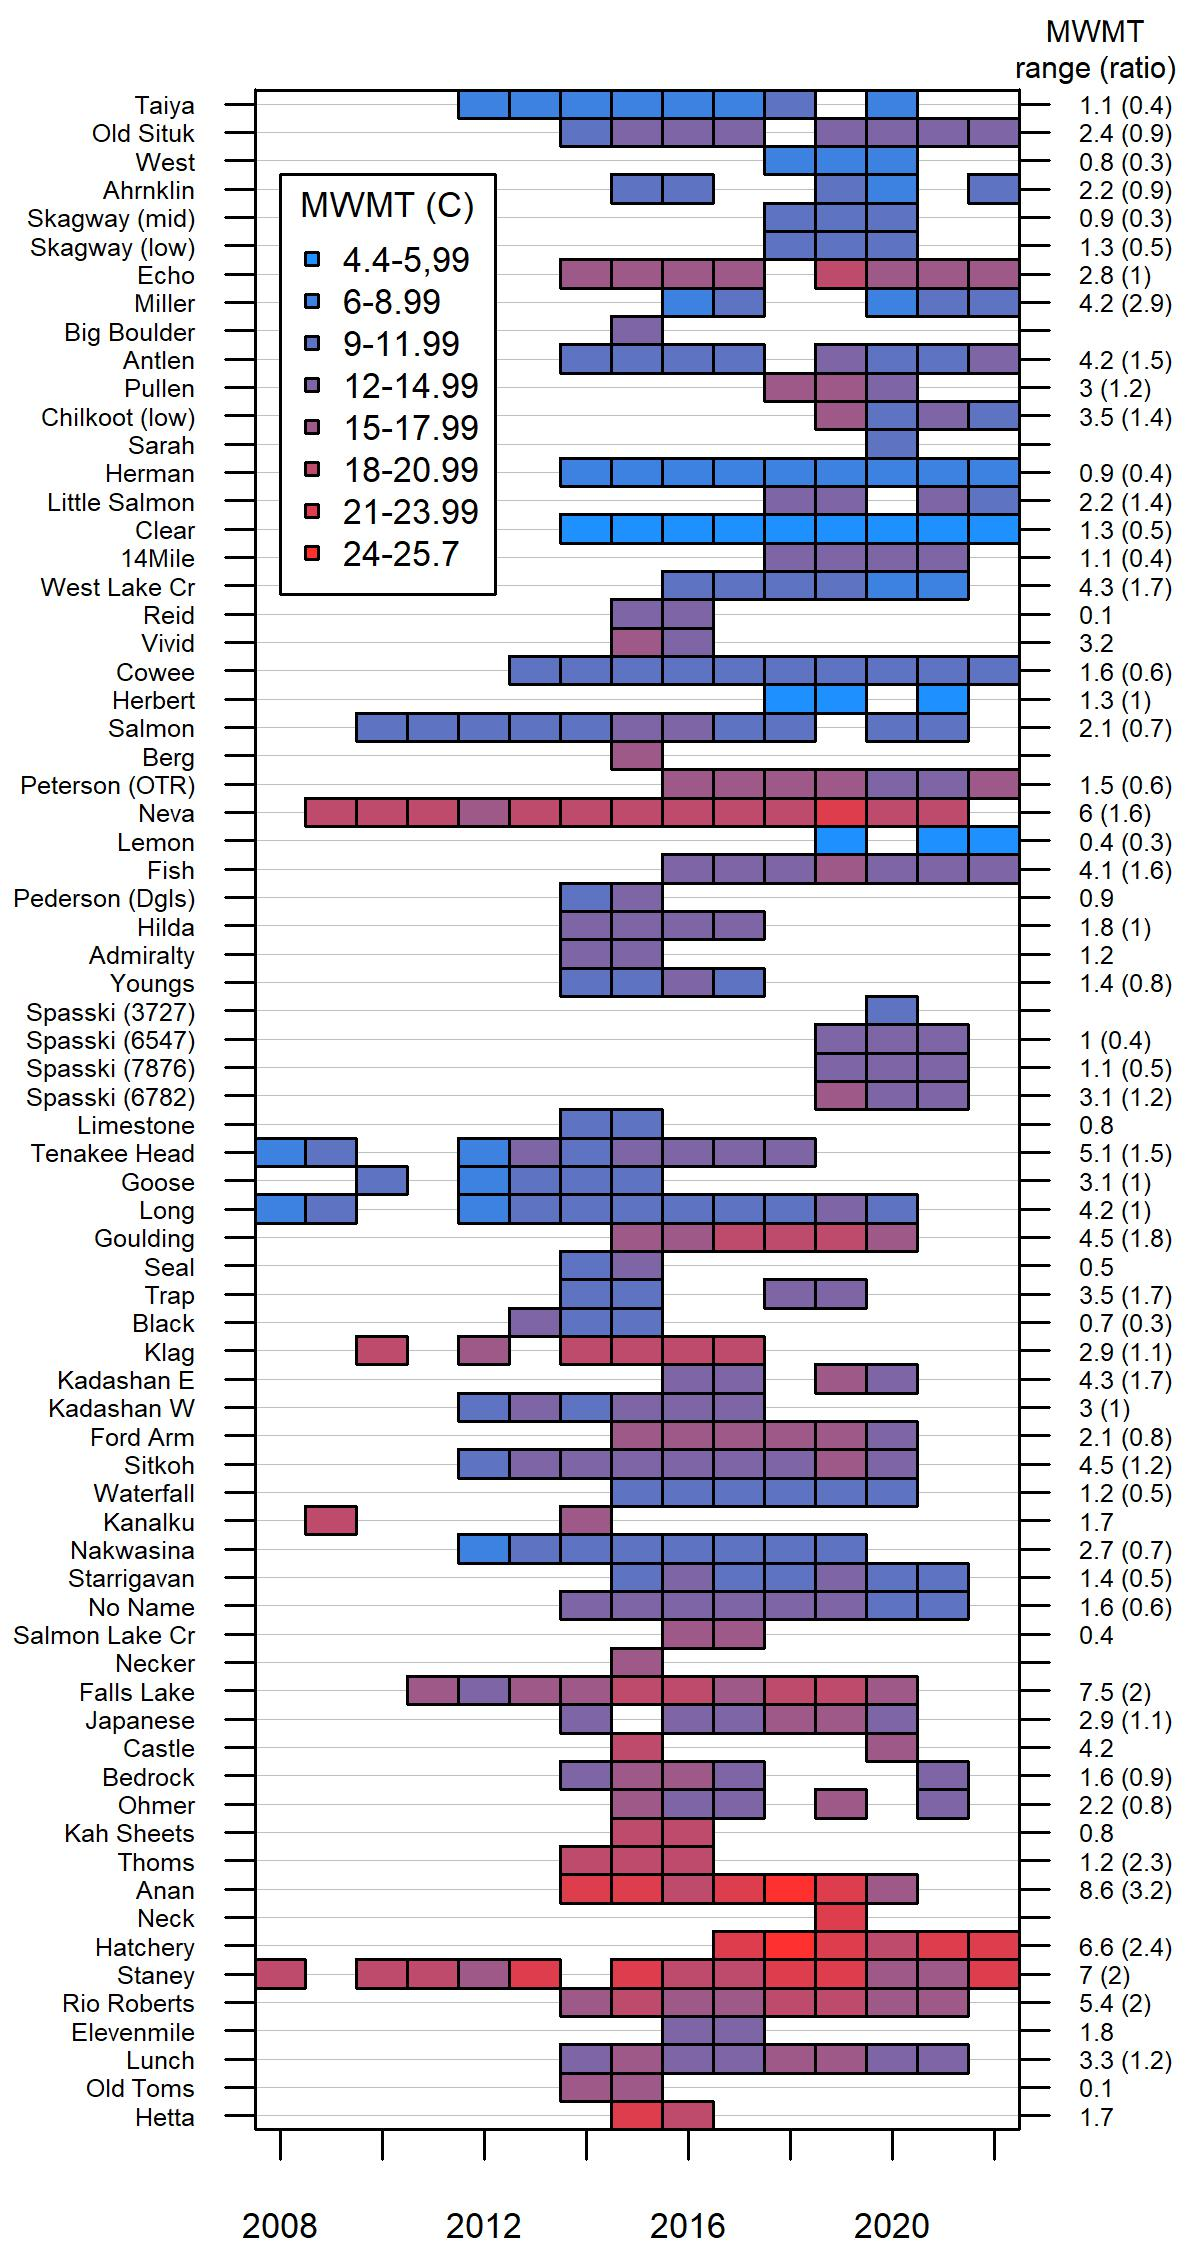 MWMT
range (ratio)
Taiya 1.1 (0.4)
Old Situk 2.4 (0.9)
West 0.8 (0.3)
Ahrnklin 2.2 (0.9)
Skagway (mid) 0.9 (0.3)
Skagway (low) 1.3 (0.5)
Echo 2.8 (1)
Miller 4.2 (2.9)
Big Boulder
Antlen 4.2 (1.5)
Pullen 3 (1.2)
Chilkoot (low) 3.5 (1.4)
Sarah
Herman 0.9 (0.4)
Little Salmon 2.2 (1.4)
Clear 1.3 (0.5)
14Mile 1.1 (0.4)
West Lake Cr 4.3 (1.7)
Reid 0.1
Vivid 3.2
Cowee 1.6 (0.6)
Herbert 1.3 (1)
Salmon 2.1 (0.7)
Berg
Peterson (OTR) 1.5 (0.6)
Neva 6 (1.6)
Lemon 0.4 (0.3)
Fish 4.1 (1.6)
Pederson (Dgls) 0.9
Hilda 1.8 (1)
Admiralty 1.2
Youngs 1.4 (0.8)
Spasski (3727)
Spasski (6547) 1 (0.4)
Spasski (7876) 1.1 (0.5)
Spasski (6782) 3.1 (1.2)
Limestone 0.8
Tenakee Head 5.1 (1.5)
Goose 3.1 (1)
Long 4.2 (1)
Goulding 4.5 (1.8)
Seal 0.5
Trap 3.5 (1.7)
Black 0.7 (0.3)
Klag 2.9 (1.1)
Kadashan E 4.3 (1.7)
Kadashan W 3 (1)
Ford Arm 2.1 (0.8)
Sitkoh 4.5 (1.2)
Waterfall 1.2 (0.5)
Kanalku 1.7
Nakwasina 2.7 (0.7)
Starrigavan 1.4 (0.5)
No Name 1.6 (0.6)
Salmon Lake Cr 0.4
Necker
Falls Lake 7.5 (2)
Japanese 2.9 (1.1)
Castle 4.2
Bedrock 1.6 (0.9)
Ohmer 2.2 (0.8)
Kah Sheets 0.8
Thoms 1.2 (2.3)
Anan 8.6 (3.2)
Neck
Hatchery 6.6 (2.4)
Staney 7 (2)
Rio Roberts 5.4 (2)
Elevenmile 1.8
Lunch 3.3 (1.2)
Old Toms 0.1
Hetta 1.7
MWMT (C)
4.4-5,99
6-8.99
9-11.99
12-14.99
15-17.99
18-20.99
21-23.99
24-25.7
2008 2012 2016 2020